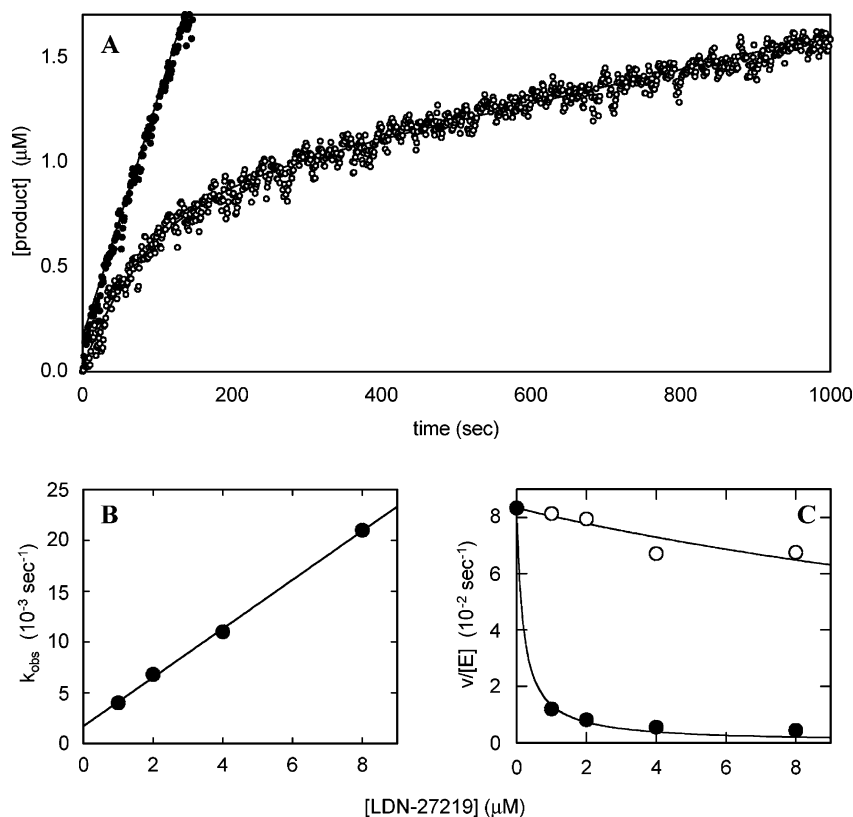 A
1.5
1.0
0.5
0.0
[product] (μM)
0 200 400 600 800 1000
time (sec)
B
25
20
15
10
5
0
k_obs (10⁻³ sec⁻¹)
0 2 4 6 8
C
8
6
4
2
0
v/[E] (10⁻² sec⁻¹)
0 2 4 6 8
[LDN-27219] (μM)